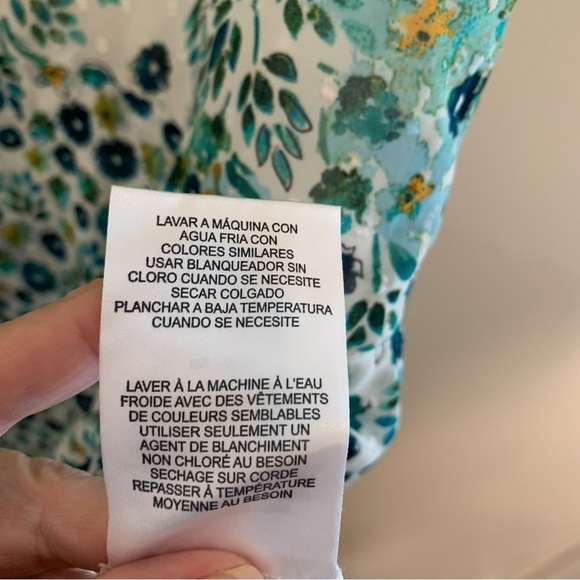 LAVAR A MÁQUINA CON
AGUA FRIA CON
COLORES SIMILARES
USAR BLANQUEADOR SIN
CLORO CUANDO SE NECESITE
SECAR COLGADO
PLANCHAR A BAJA TEMPERATURA
CUANDO SE NECESITE
LAVER À LA MACHINE À L'EAU
FROIDE AVEC DES VÊTEMENTS
DE COULEURS SEMBLABLES
UTILISER SEULEMENT UN
AGENT DE BLANCHIMENT
NON CHLORÉ AU BESOIN
SECHAGE SUR CORDE
REPASSER À TEMPÉRATURE
MOYENNE AU BESOIN